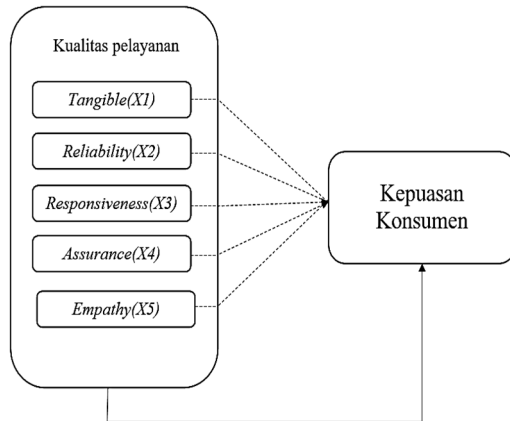 Kualitas pelayanan
Tangible(X1)
Reliability(X2)
Responsiveness(X3)
Assurance(X4)
Empathy(X5)
Kepuasan
Konsumen